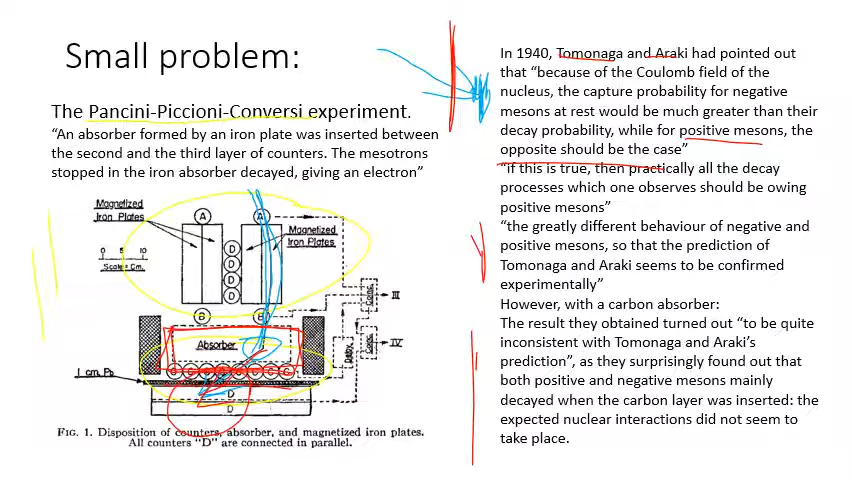 Small problem:
The Pancini-Piccioni-Conversi experiment.
"An absorber formed by an iron plate was inserted between
the second and the third layer of counters. The mesotrons
stopped in the iron absorber decayed, giving an electron"
Magnetized
Iron Plates
A
A
Magnetized
Iron Plates
D
D
D
D
0 5 10
Scale - Cm.
B
B
Absorber
III
IV
Coinc.
Coinc.
Delay
C C C C C C C
1 cm. Pb
D
D
FIG. 1. Disposition of counters, absorber, and magnetized iron plates.
All counters "D" are connected in parallel.
In 1940, Tomonaga and Araki had pointed out
that "because of the Coulomb field of the
nucleus, the capture probability for negative
mesons at rest would be much greater than their
decay probability, while for positive mesons, the
opposite should be the case"
"if this is true, then practically all the decay
processes which one observes should be owing
positive mesons"
"the greatly different behaviour of negative and
positive mesons, so that the prediction of
Tomonaga and Araki seems to be confirmed
experimentally"
However, with a carbon absorber:
The result they obtained turned out "to be quite
inconsistent with Tomonaga and Araki's
prediction", as they surprisingly found out that
both positive and negative mesons mainly
decayed when the carbon layer was inserted: the
expected nuclear interactions did not seem to
take place.